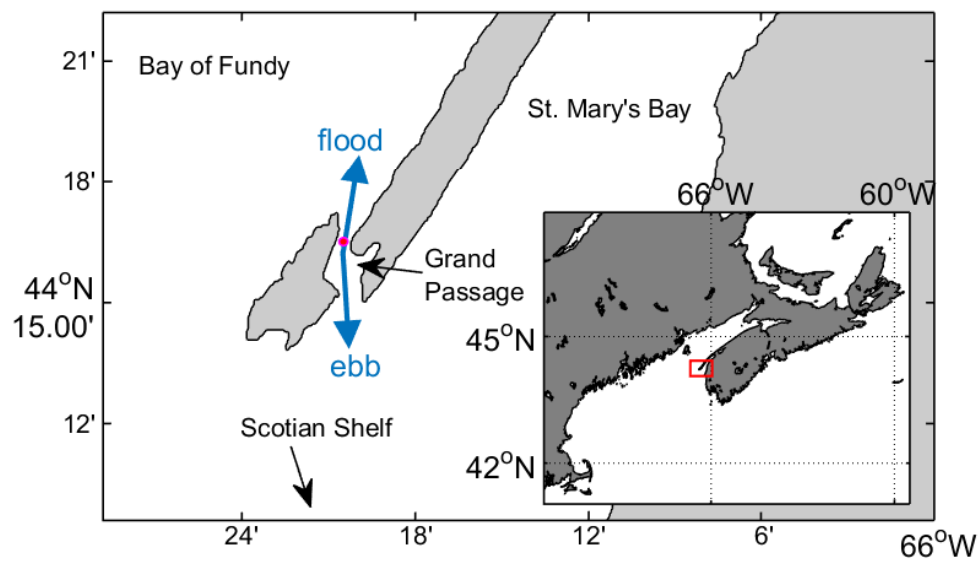 21'
Bay of Fundy
St. Mary's Bay
flood
18'
66°W
60°W
Grand
Passage
44°N
15.00'
45°N
ebb
12'
Scotian Shelf
42°N
24'
18'
12'
6'
66°W